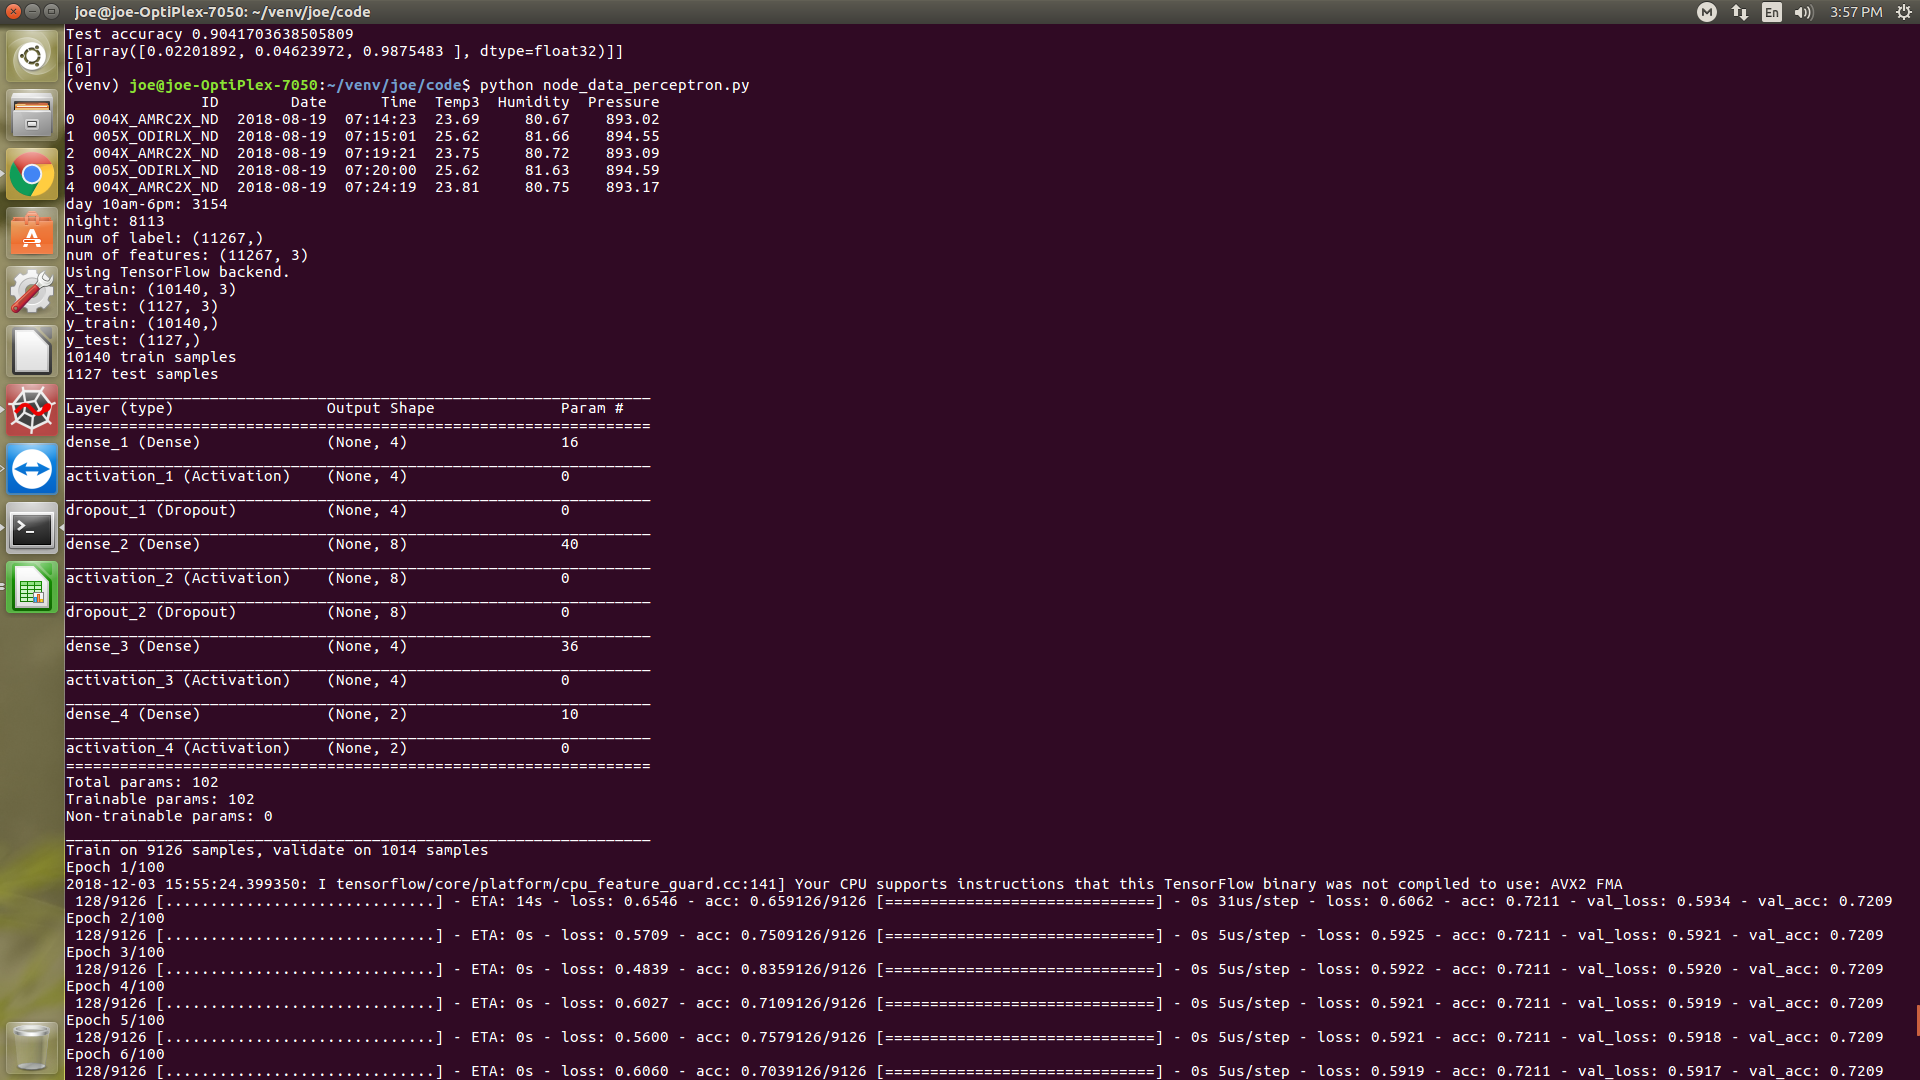 joe@joe-OptiPlex-7050: ~/venv/joe/code
En
3:57 PM
Test accuracy 0.9041703638505809
[[array([0.02201892, 0.04623972, 0.9875483 ], dtype=float32)]]
[0]
(venv) joe@joe-OptiPlex-7050:~/venv/joe/code$ python node_data_perceptron.py
ID Date Time Temp3 Humidity Pressure
0 004X_AMRC2X_ND 2018-08-19 07:14:23 23.69 80.67 893.02
1 005X_ODIRLX_ND 2018-08-19 07:15:01 25.62 81.66 894.55
2 004X_AMRC2X_ND 2018-08-19 07:19:21 23.75 80.72 893.09
3 005X_ODIRLX_ND 2018-08-19 07:20:00 25.62 81.63 894.59
4 004X_AMRC2X_ND 2018-08-19 07:24:19 23.81 80.75 893.17
day 10am-6pm: 3154
night: 8113
num of label: (11267,)
num of features: (11267, 3)
Using TensorFlow backend.
X_train: (10140, 3)
X_test: (1127, 3)
y_train: (10140,)
y_test: (1127,)
10140 train samples
1127 test samples
_________________________________________________________________
Layer (type) Output Shape Param #
=================================================================
dense_1 (Dense) (None, 4) 16
_________________________________________________________________
activation_1 (Activation) (None, 4) 0
_________________________________________________________________
dropout_1 (Dropout) (None, 4) 0
_________________________________________________________________
dense_2 (Dense) (None, 8) 40
_________________________________________________________________
activation_2 (Activation) (None, 8) 0
_________________________________________________________________
dropout_2 (Dropout) (None, 8) 0
_________________________________________________________________
dense_3 (Dense) (None, 4) 36
_________________________________________________________________
activation_3 (Activation) (None, 4) 0
_________________________________________________________________
dense_4 (Dense) (None, 2) 10
_________________________________________________________________
activation_4 (Activation) (None, 2) 0
=================================================================
Total params: 102
Trainable params: 102
Non-trainable params: 0
_________________________________________________________________
Train on 9126 samples, validate on 1014 samples
Epoch 1/100
2018-12-03 15:55:24.399350: I tensorflow/core/platform/cpu_feature_guard.cc:141] Your CPU supports instructions that this TensorFlow binary was not compiled to use: AVX2 FMA
128/9126 [..............................] - ETA: 14s - loss: 0.6546 - acc: 0.659126/9126 [==============================] - 0s 31us/step - loss: 0.6062 - acc: 0.7211 - val_loss: 0.5934 - val_acc: 0.7209
Epoch 2/100
128/9126 [..............................] - ETA: 0s - loss: 0.5709 - acc: 0.7509126/9126 [==============================] - 0s 5us/step - loss: 0.5925 - acc: 0.7211 - val_loss: 0.5921 - val_acc: 0.7209
Epoch 3/100
128/9126 [..............................] - ETA: 0s - loss: 0.4839 - acc: 0.8359126/9126 [==============================] - 0s 5us/step - loss: 0.5922 - acc: 0.7211 - val_loss: 0.5920 - val_acc: 0.7209
Epoch 4/100
128/9126 [..............................] - ETA: 0s - loss: 0.6027 - acc: 0.7109126/9126 [==============================] - 0s 5us/step - loss: 0.5921 - acc: 0.7211 - val_loss: 0.5919 - val_acc: 0.7209
Epoch 5/100
128/9126 [..............................] - ETA: 0s - loss: 0.5600 - acc: 0.7579126/9126 [==============================] - 0s 5us/step - loss: 0.5921 - acc: 0.7211 - val_loss: 0.5918 - val_acc: 0.7209
Epoch 6/100
128/9126 [..............................] - ETA: 0s - loss: 0.6060 - acc: 0.7039126/9126 [==============================] - 0s 5us/step - loss: 0.5919 - acc: 0.7211 - val_loss: 0.5917 - val_acc: 0.7209